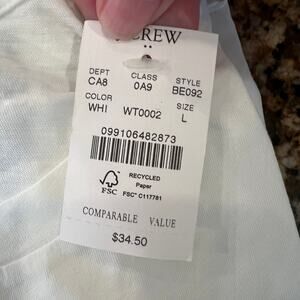 CREW
DEPT CLASS STYLE
CA8 0A9 BE092
COLOR SIZE
WHI WT0002 L
099106482873
RECYCLED
Paper
FSC
FSC® C117781
COMPARABLE VALUE
$34.50